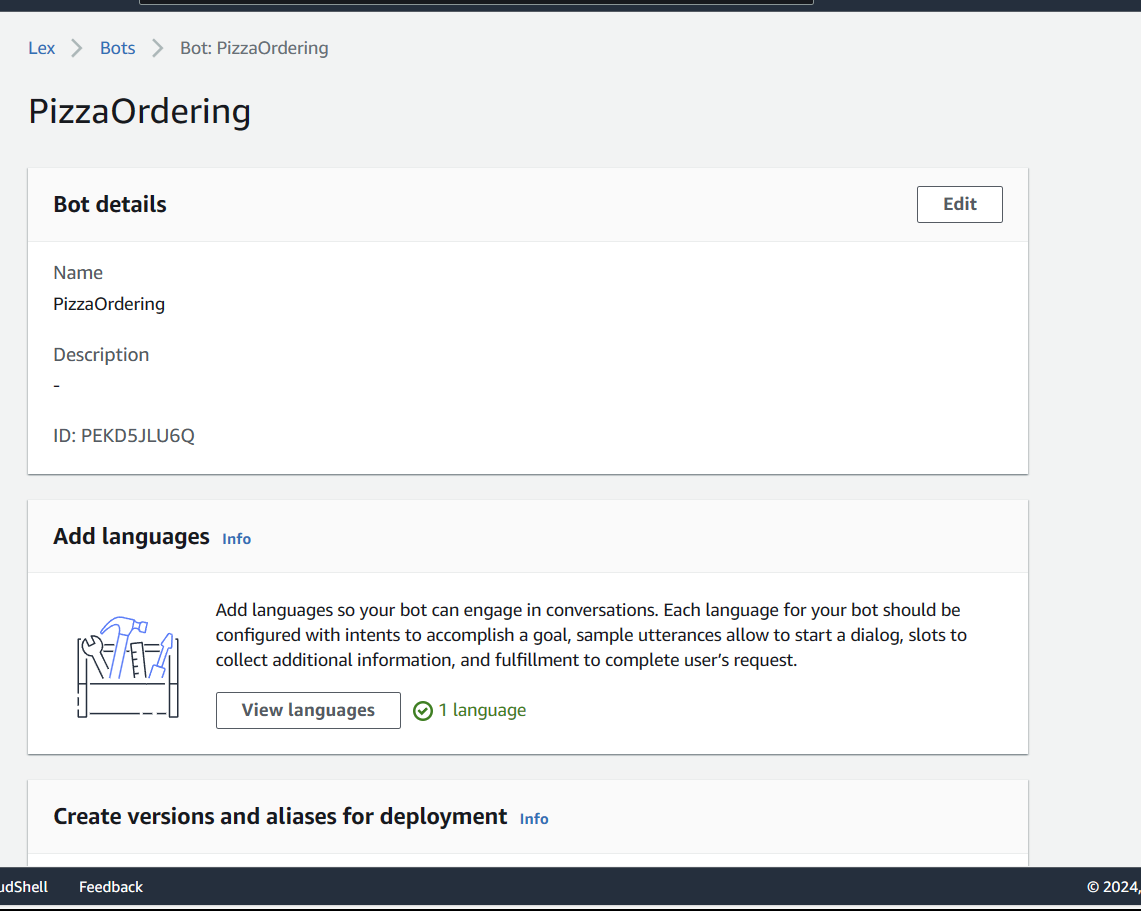 Lex > Bots > Bot: PizzaOrdering
PizzaOrdering
Bot details
Edit
Name
PizzaOrdering
Description
-
ID: PEKD5JLU6Q
Add languages Info
Add languages so your bot can engage in conversations. Each language for your bot should be
configured with intents to accomplish a goal, sample utterances allow to start a dialog, slots to
collect additional information, and fulfillment to complete user's request.
View languages 1 language
Create versions and aliases for deployment Info
udShell Feedback © 2024,